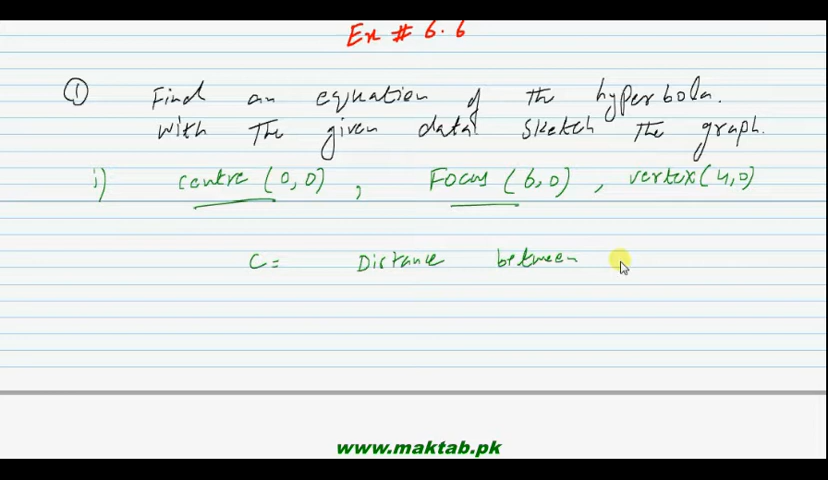 Ex # 6.6
① Find an equation of the hyperbola.
with the given data sketch the graph.
i) centre (0,0) , Focus (6,0) , vertex (4,0)
C = Distance between
www.maktab.pk